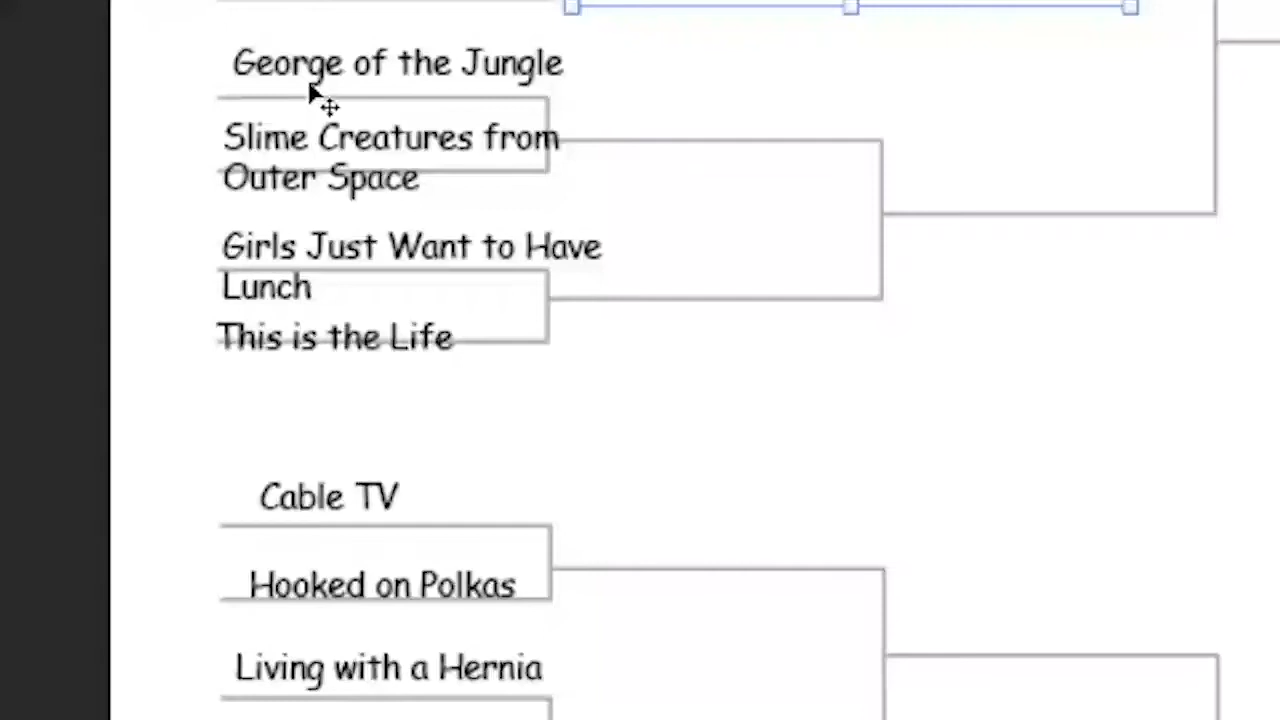 George of the Jungle
Slime Creatures from
Outer Space
Girls Just Want to Have
Lunch
This is the Life
Cable TV
Hooked on Polkas
Living with a Hernia